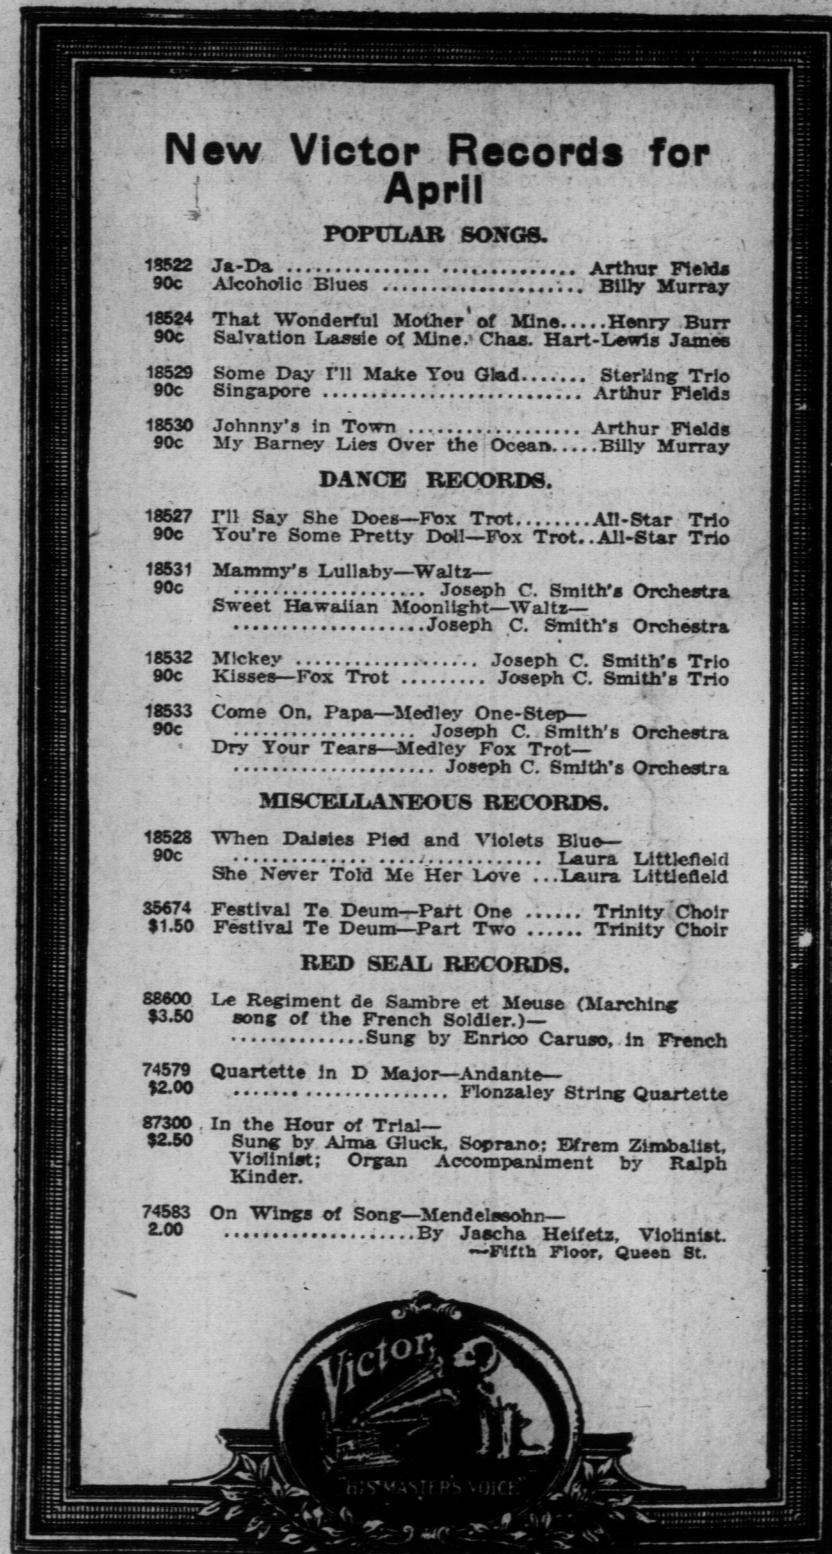 New Victor Records for
April
POPULAR SONGS.
18522 Ja-Da ............... .............. Arthur Fields
90c Alcoholic Blues ..................... Billy Murray
18524 That Wonderful Mother of Mine.....Henry Burr
90c Salvation Lassie of Mine. Chas. Hart-Lewis James
18529 Some Day I'll Make You Glad....... Sterling Trio
90c Singapore ........................... Arthur Fields
18530 Johnny's in Town .................. Arthur Fields
90c My Barney Lies Over the Ocean.....Billy Murray
DANCE RECORDS.
18527 I'll Say She Does—Fox Trot........All-Star Trio
90c You're Some Pretty Doll—Fox Trot..All-Star Trio
18531 Mammy's Lullaby—Waltz—
90c .................... Joseph C. Smith's Orchestra
Sweet Hawaiian Moonlight—Waltz—
....................Joseph C. Smith's Orchestra
18532 Mickey ................... Joseph C. Smith's Trio
90c Kisses—Fox Trot ......... Joseph C. Smith's Trio
18533 Come On, Papa—Medley One-Step—
90c ................... Joseph C. Smith's Orchestra
Dry Your Tears—Medley Fox Trot—
..................... Joseph C. Smith's Orchestra
MISCELLANEOUS RECORDS.
18528 When Daisies Pied and Violets Blue—
90c .............. ................. Laura Littlefield
She Never Told Me Her Love ...Laura Littlefield
35674 Festival Te Deum—Part One ...... Trinity Choir
$1.50 Festival Te Deum—Part Two ...... Trinity Choir
RED SEAL RECORDS.
88600 Le Regiment de Sambre et Meuse (Marching
$3.50 song of the French Soldier.)—
..............Sung by Enrico Caruso, in French
74579 Quartette in D Major—Andante—
$2.00 ...................... Flonzaley String Quartette
87300 In the Hour of Trial—
$2.50 Sung by Alma Gluck, Soprano; Efrem Zimbalist,
Violinist; Organ Accompaniment by Ralph
Kinder.
74583 On Wings of Song—Mendelssohn—
2.00 ....................By Jascha Heifetz, Violinist.
—Fifth Floor, Queen St.
Victor
"HIS MASTER'S VOICE"